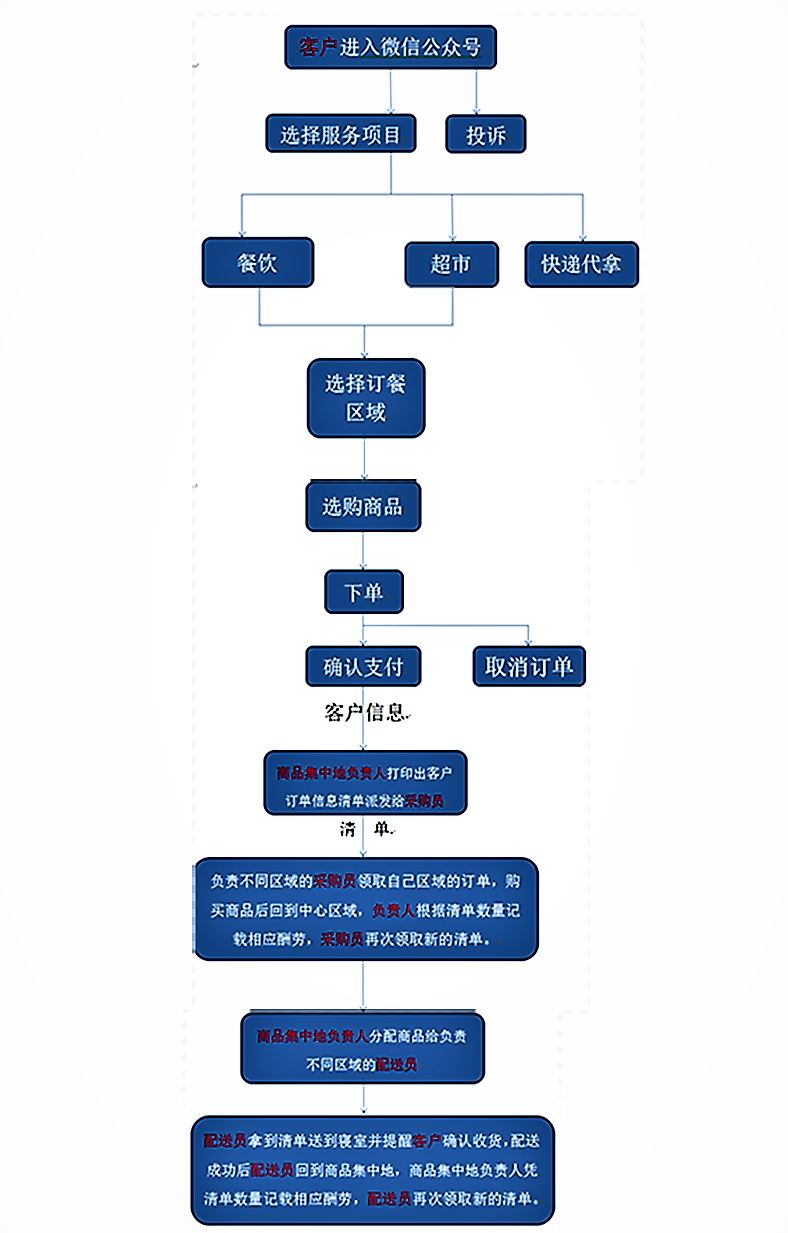 客户进入微信公众号
选择服务项目
投诉
餐饮
超市
快递代拿
选择订餐
区域
选购商品
下单
确认支付
取消订单
客户信息
商品集中地负责人打印出客户
订单信息清单派发给采购员
清 单
负责不同区域的采购员领取自己区域的订单，购
买商品后回到中心区域，负责人根据清单数量记
载相应酬劳，采购员再次领取新的清单。
商品集中地负责人分配商品给负责
不同区域的配送员
配送员拿到清单送到寝室并提醒客户确认收货,配送
成功后配送员回到商品集中地，商品集中地负责人凭
清单数量记载相应酬劳，配送员再次领取新的清单。